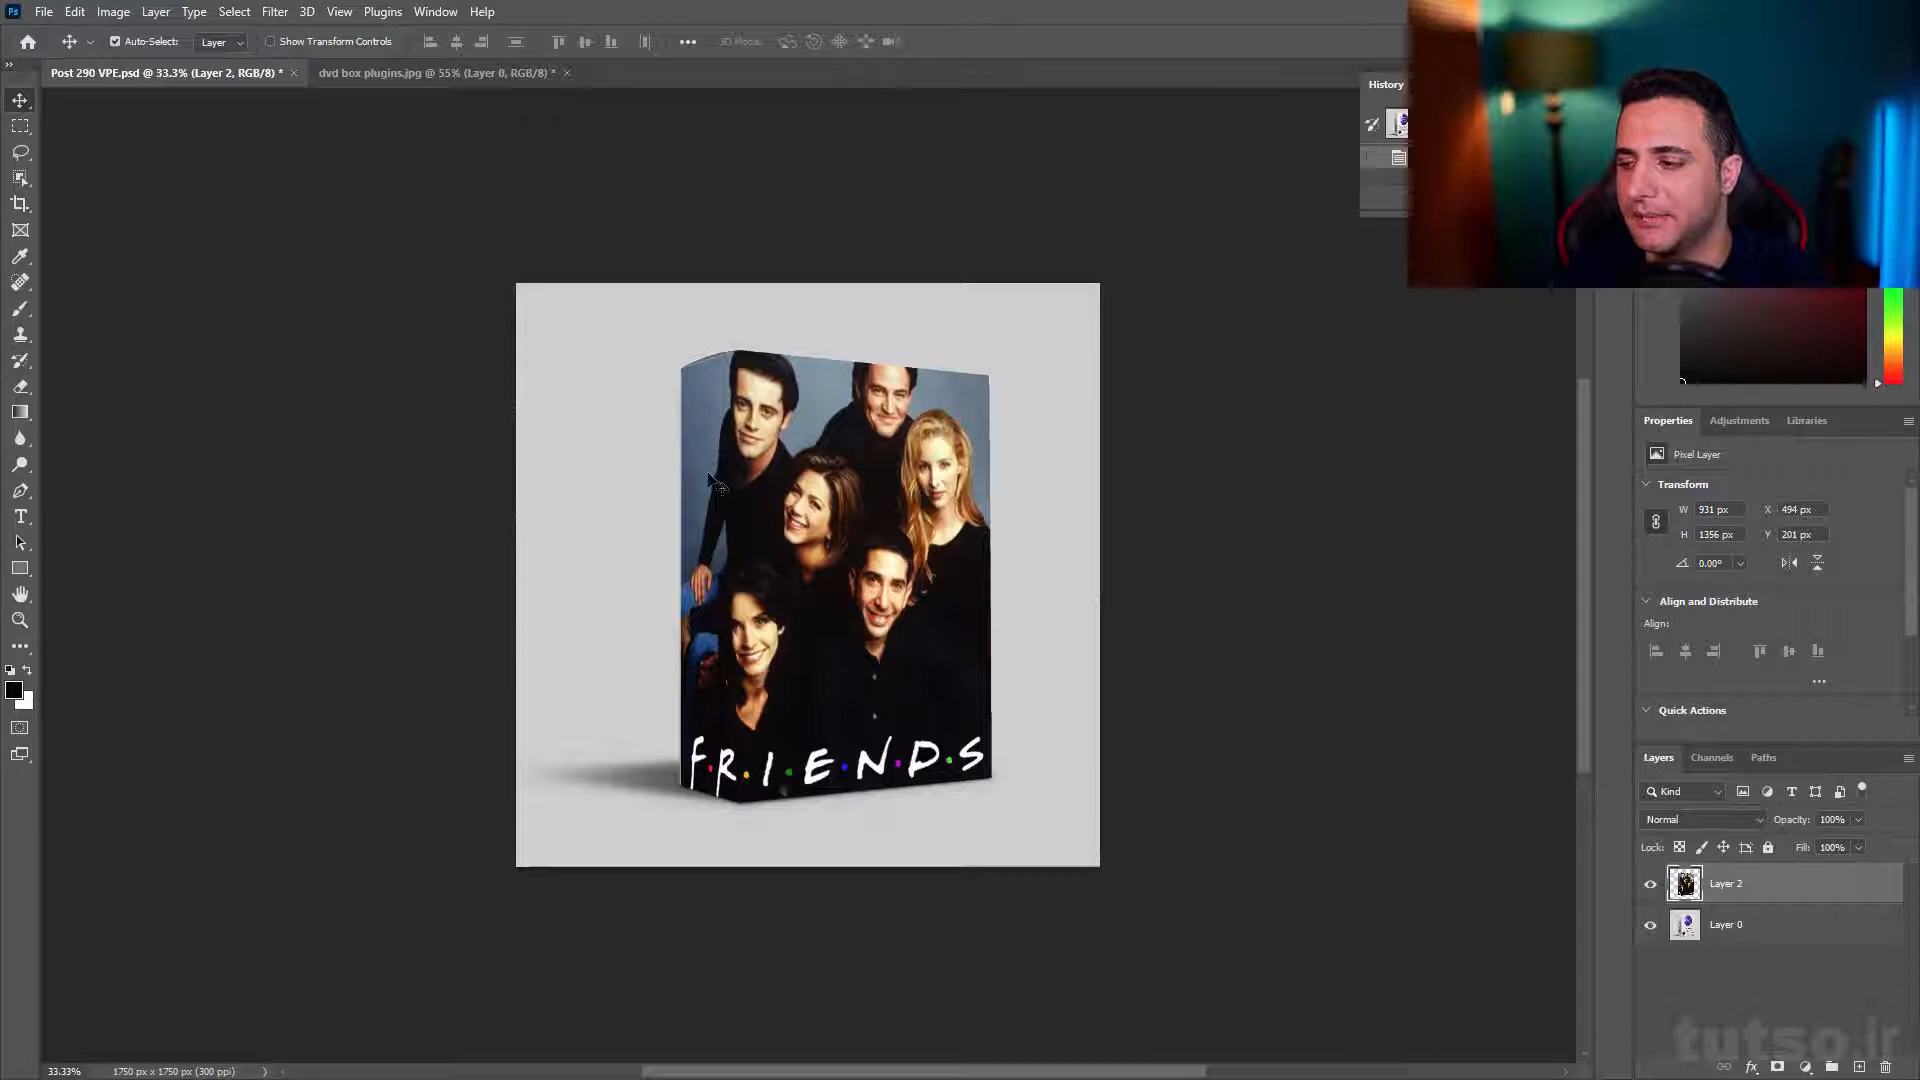 Ps File Edit Image Layer Type Select Filter 3D View Plugins Window Help
Auto-Select: Layer Show Transform Controls 3D Mode:
Post 290 VPE.psd @ 33.3% (Layer 2, RGB/8) * × dvd box plugins.jpg @ 55% (Layer 0, RGB/8) * ×
History
F·R·I·E·N·D·S
Properties Adjustments Libraries
Pixel Layer
Transform
W 931 px X 494 px
H 1356 px Y 201 px
0.00°
Align and Distribute
Align:
Quick Actions
Layers Channels Paths
Kind
Normal Opacity: 100%
Lock: Fill: 100%
Layer 2
Layer 0
tutso.ir
33.33% 1750 px x 1750 px (300 ppi)